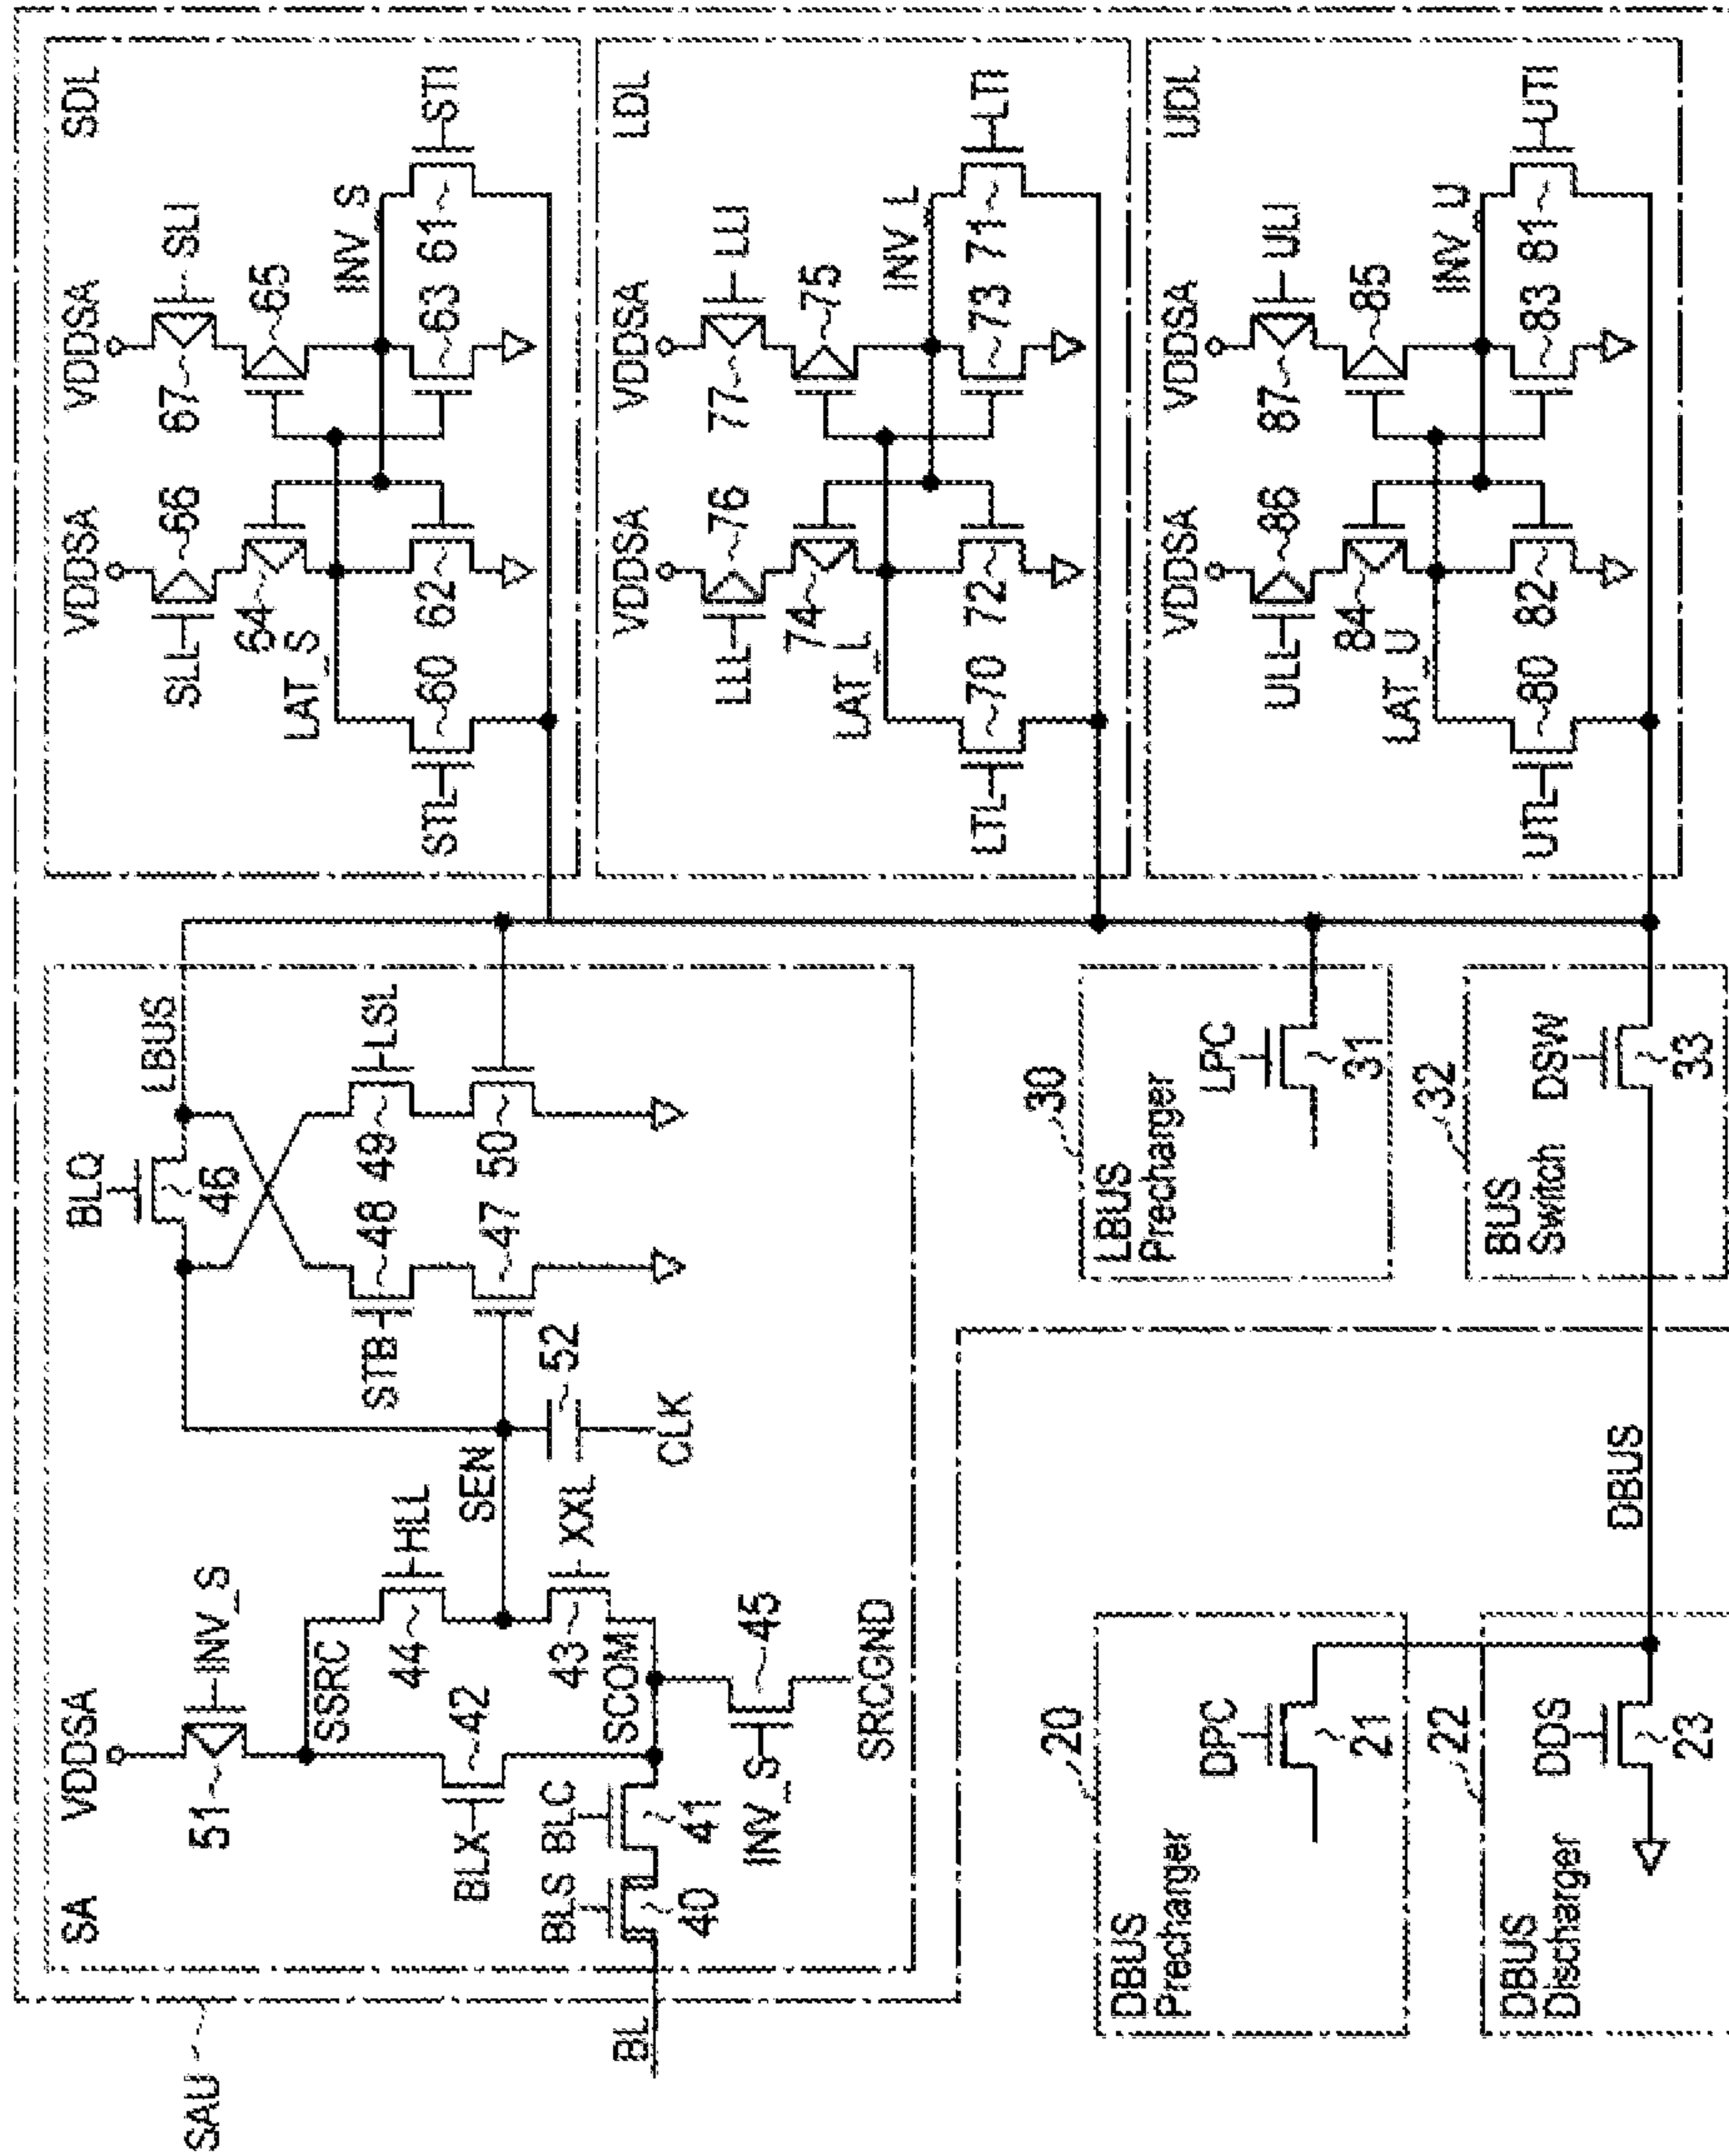 SAU
SA
VDDSA
51
INV_S
SSRC
BLX
42
44
HLL
BLS
BLC
40
41
BL
SEN
43
XXL
SCOM
INV_S
45
SRCGND
52
CLK
BLQ
46
LBUS
STB
48
49
LSL
47
50
SDL
VDDSA
VDDSA
SLL
66
67
SLI
64
65
LAT_S
INV_S
STL
60
62
63
61
STI
LDL
VDDSA
VDDSA
LLL
76
77
LLI
74
75
LAT_L
INV_L
LTL
70
72
73
71
LTI
UDL
VDDSA
VDDSA
ULL
86
87
ULI
84
85
LAT_U
INV_U
UTL
80
82
83
81
UTI
30
LBUS
Precharger
LPC
31
32
BUS
Switch
DSW
33
20
DBUS
Precharger
DPC
21
22
DBUS
Discharger
DDS
23
DBUS